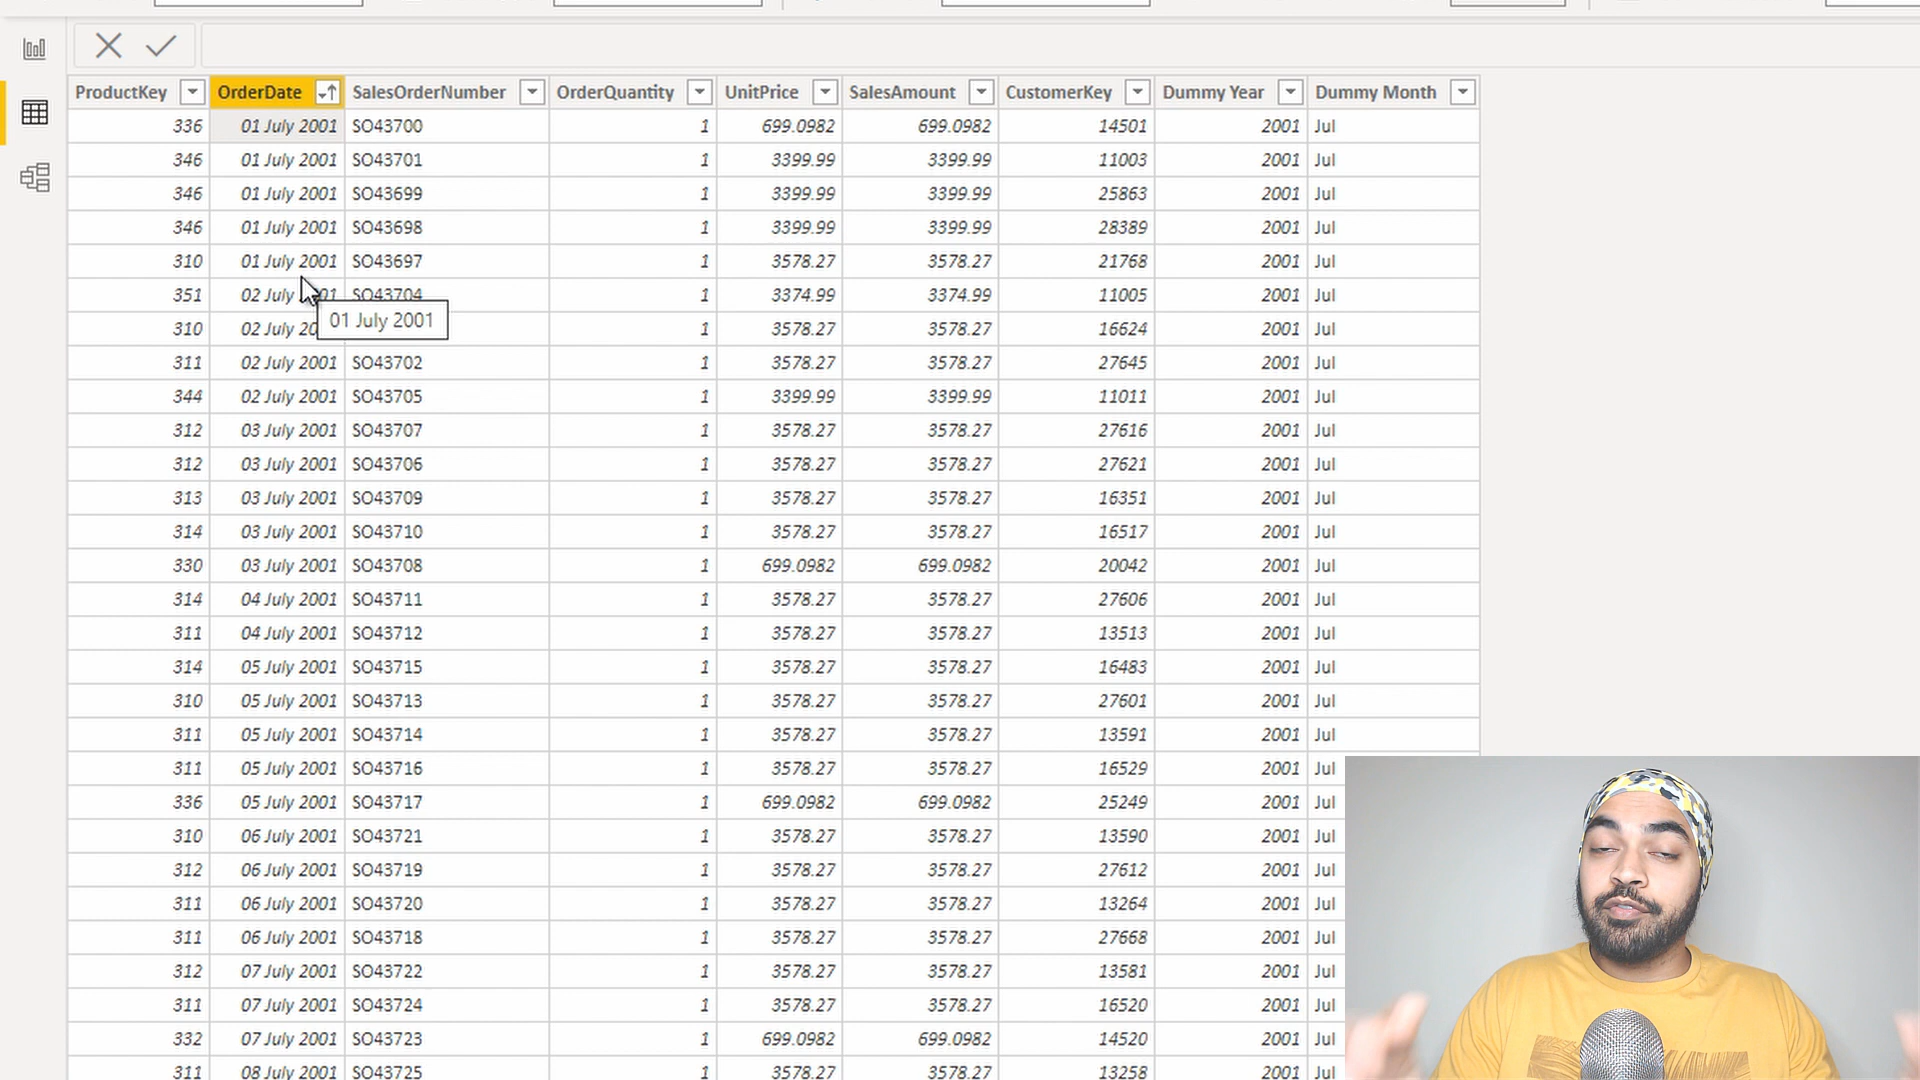 ProductKey OrderDate SalesOrderNumber OrderQuantity UnitPrice SalesAmount CustomerKey Dummy Year Dummy Month
336 01 July 2001 SO43700 1 699.0982 699.0982 14501 2001 Jul
346 01 July 2001 SO43701 1 3399.99 3399.99 11003 2001 Jul
346 01 July 2001 SO43699 1 3399.99 3399.99 25863 2001 Jul
346 01 July 2001 SO43698 1 3399.99 3399.99 28389 2001 Jul
310 01 July 2001 SO43697 1 3578.27 3578.27 21768 2001 Jul
351 02 July 2001 SO43704 1 3374.99 3374.99 11005 2001 Jul
01 July 2001
310 02 July 20 1 3578.27 3578.27 16624 2001 Jul
311 02 July 2001 SO43702 1 3578.27 3578.27 27645 2001 Jul
344 02 July 2001 SO43705 1 3399.99 3399.99 11011 2001 Jul
312 03 July 2001 SO43707 1 3578.27 3578.27 27616 2001 Jul
312 03 July 2001 SO43706 1 3578.27 3578.27 27621 2001 Jul
313 03 July 2001 SO43709 1 3578.27 3578.27 16351 2001 Jul
314 03 July 2001 SO43710 1 3578.27 3578.27 16517 2001 Jul
330 03 July 2001 SO43708 1 699.0982 699.0982 20042 2001 Jul
314 04 July 2001 SO43711 1 3578.27 3578.27 27606 2001 Jul
311 04 July 2001 SO43712 1 3578.27 3578.27 13513 2001 Jul
314 05 July 2001 SO43715 1 3578.27 3578.27 16483 2001 Jul
310 05 July 2001 SO43713 1 3578.27 3578.27 27601 2001 Jul
311 05 July 2001 SO43714 1 3578.27 3578.27 13591 2001 Jul
311 05 July 2001 SO43716 1 3578.27 3578.27 16529 2001 Jul
336 05 July 2001 SO43717 1 699.0982 699.0982 25249 2001 Jul
310 06 July 2001 SO43721 1 3578.27 3578.27 13590 2001 Jul
312 06 July 2001 SO43719 1 3578.27 3578.27 27612 2001 Jul
311 06 July 2001 SO43720 1 3578.27 3578.27 13264 2001 Jul
311 06 July 2001 SO43718 1 3578.27 3578.27 27668 2001 Jul
312 07 July 2001 SO43722 1 3578.27 3578.27 13581 2001 Jul
311 07 July 2001 SO43724 1 3578.27 3578.27 16520 2001 Jul
332 07 July 2001 SO43723 1 699.0982 699.0982 14520 2001 Jul
311 08 July 2001 SO43725 1 3578.27 3578.27 13258 2001 Jul